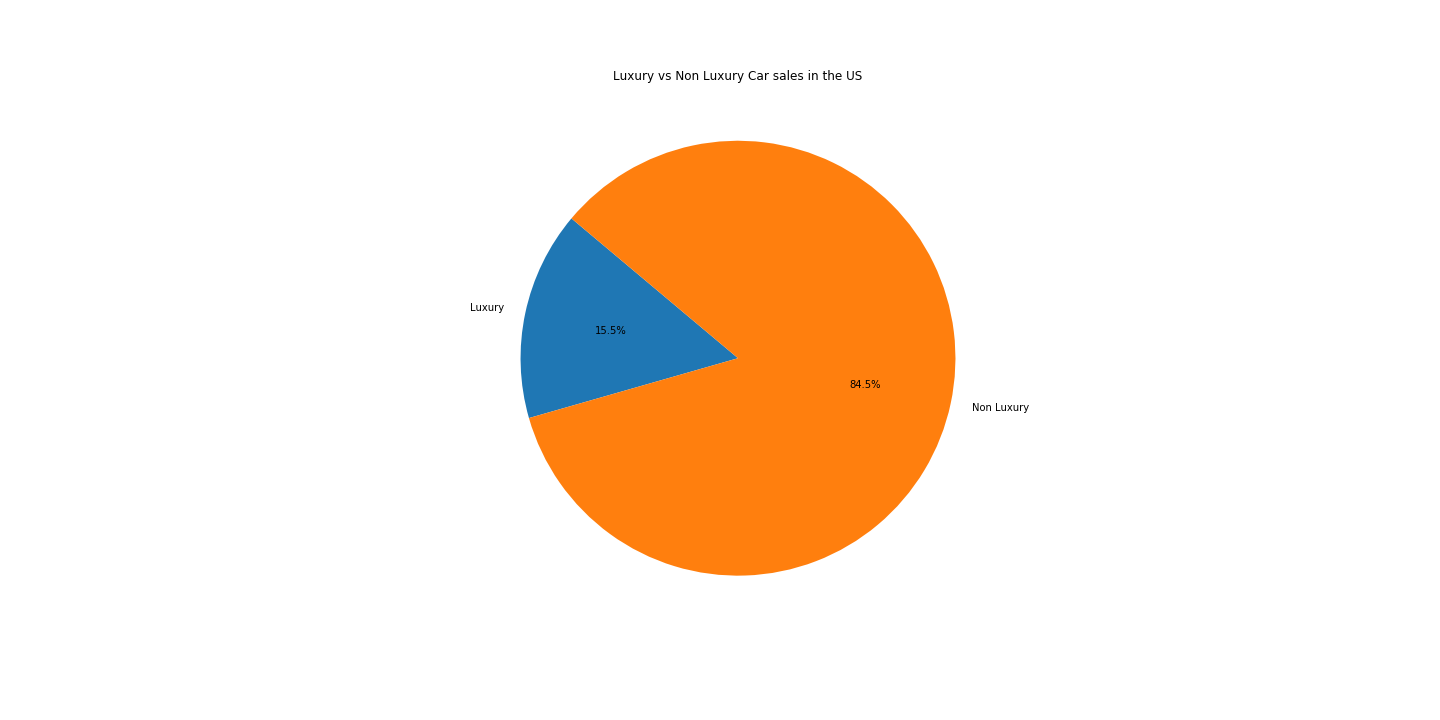 Luxury vs Non Luxury Car sales in the US
Luxury
15.5%
84.5%
Non Luxury